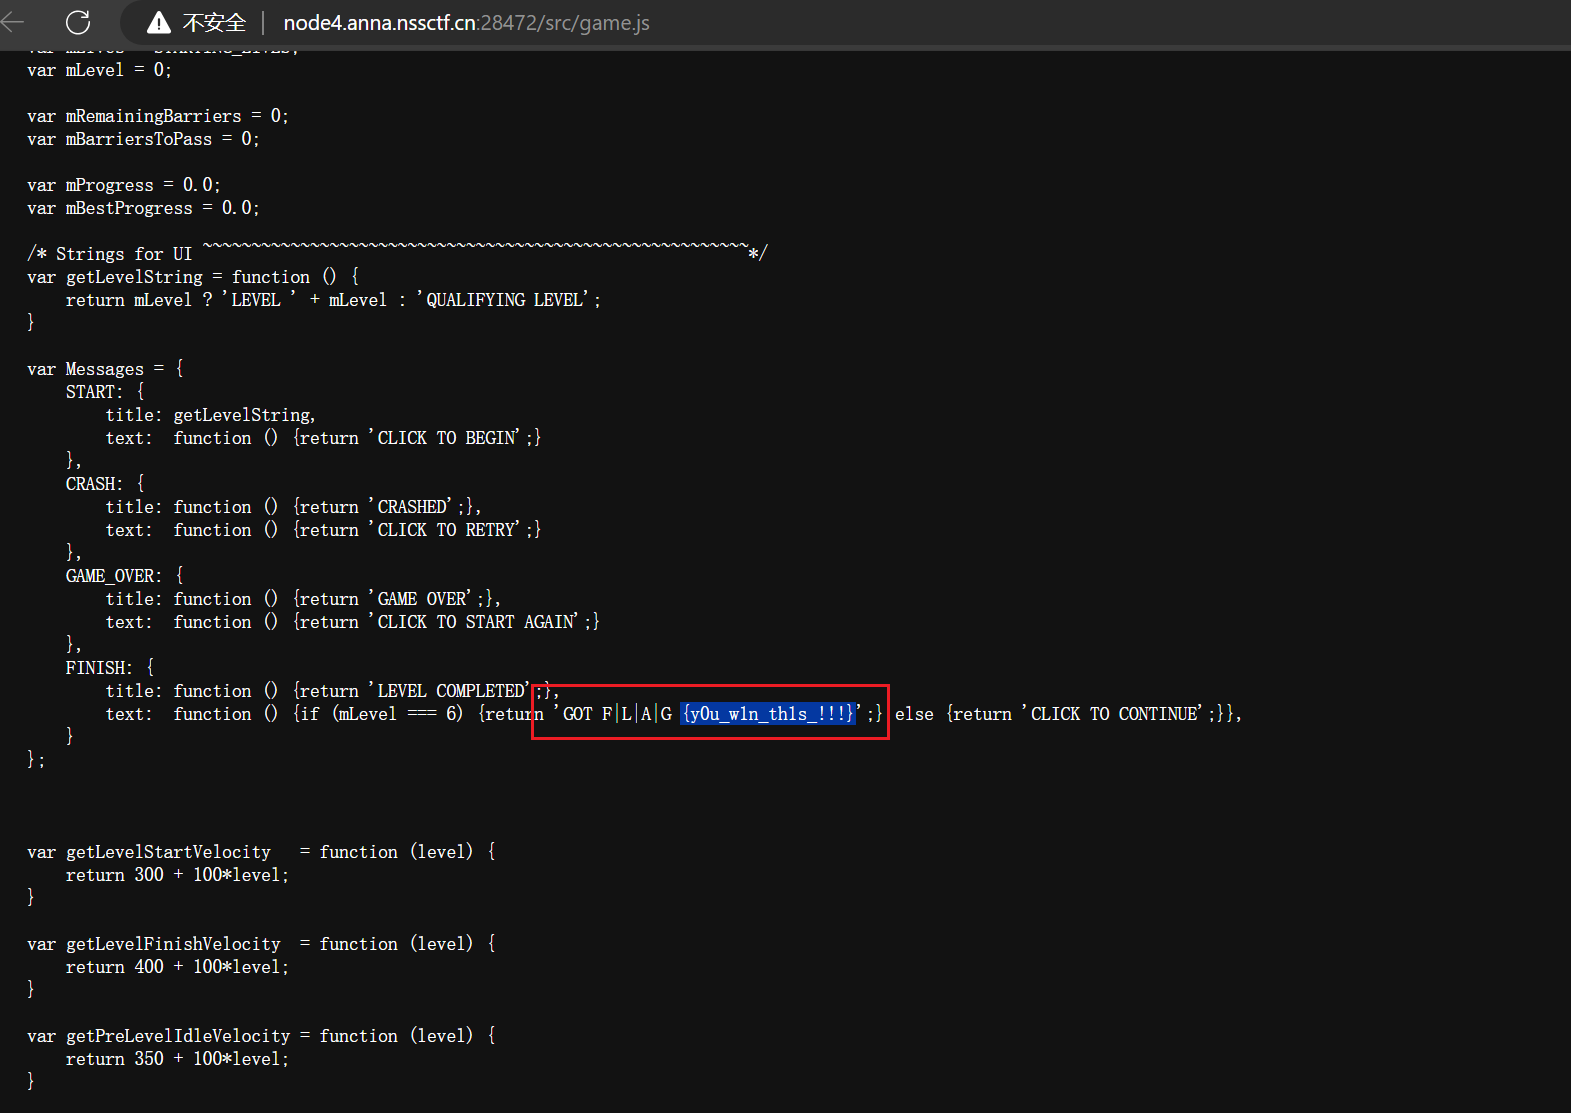 不安全 node4.anna.nssctf.cn:28472/src/game.js
var mLives = STARTING_LIVES;
var mLevel = 0;
var mRemainingBarriers = 0;
var mBarriersToPass = 0;
var mProgress = 0.0;
var mBestProgress = 0.0;
/* Strings for UI ~~~~~~~~~~~~~~~~~~~~~~~~~~~~~~~~~~~~~~~~~~~~~~~~~~~~~~~~*/
var getLevelString = function () {
    return mLevel ? 'LEVEL ' + mLevel : 'QUALIFYING LEVEL';
}
var Messages = {
    START: {
        title: getLevelString,
        text:  function () {return 'CLICK TO BEGIN';}
    },
    CRASH: {
        title: function () {return 'CRASHED';},
        text:  function () {return 'CLICK TO RETRY';}
    },
    GAME_OVER: {
        title: function () {return 'GAME OVER';},
        text:  function () {return 'CLICK TO START AGAIN';}
    },
    FINISH: {
        title: function () {return 'LEVEL COMPLETED';},
        text:  function () {if (mLevel === 6) {return 'GOT F|L|A|G {y0u_w1n_th1s_!!!}';} else {return 'CLICK TO CONTINUE';}},
    }
};
var getLevelStartVelocity   = function (level) {
    return 300 + 100*level;
}
var getLevelFinishVelocity  = function (level) {
    return 400 + 100*level;
}
var getPreLevelIdleVelocity = function (level) {
    return 350 + 100*level;
}